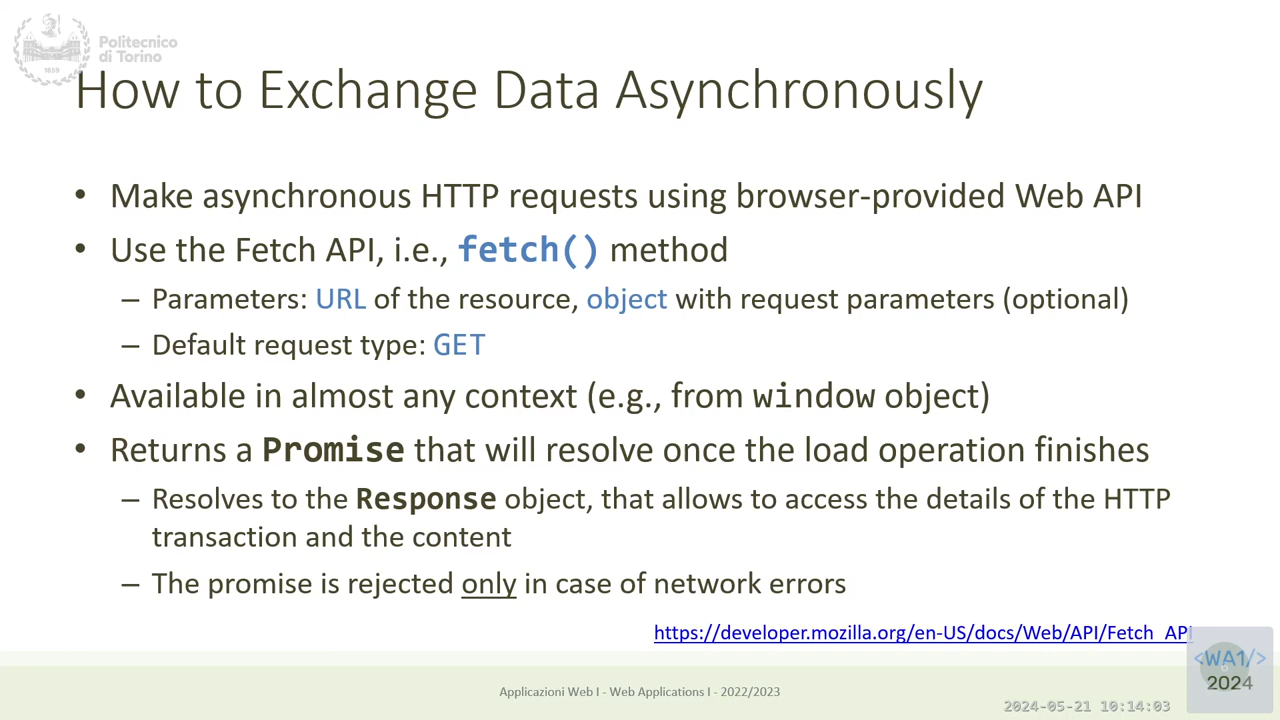 Politecnico
di Torino
1859
How to Exchange Data Asynchronously
• Make asynchronous HTTP requests using browser-provided Web API
• Use the Fetch API, i.e., fetch() method
– Parameters: URL of the resource, object with request parameters (optional)
– Default request type: GET
• Available in almost any context (e.g., from window object)
• Returns a Promise that will resolve once the load operation finishes
– Resolves to the Response object, that allows to access the details of the HTTP
transaction and the content
– The promise is rejected only in case of network errors
https://developer.mozilla.org/en-US/docs/Web/API/Fetch_API
<WA1/>
6
2024
Applicazioni Web I - Web Applications I - 2022/2023
2024-05-21 10:14:03